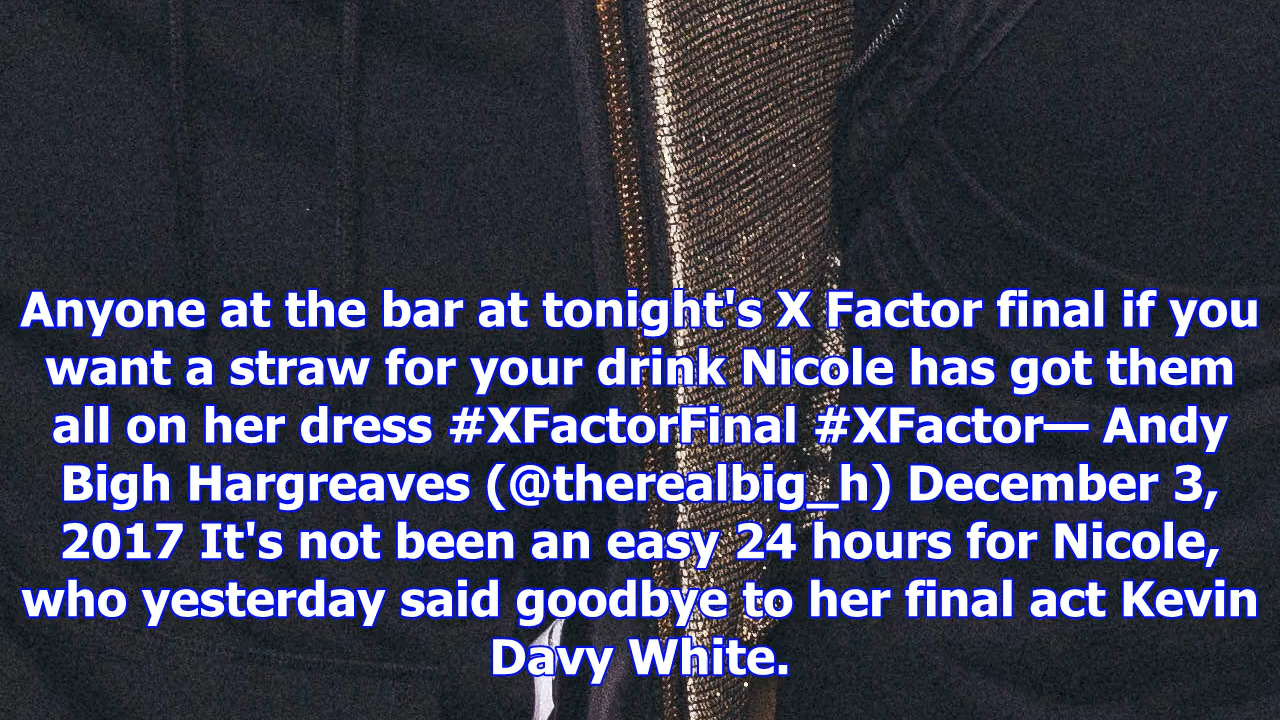 Anyone at the bar at tonight's X Factor final if you
want a straw for your drink Nicole has got them
all on her dress #XFactorFinal #XFactor— Andy
Bigh Hargreaves (@therealbig_h) December 3,
2017 It's not been an easy 24 hours for Nicole,
who yesterday said goodbye to her final act Kevin
Davy White.